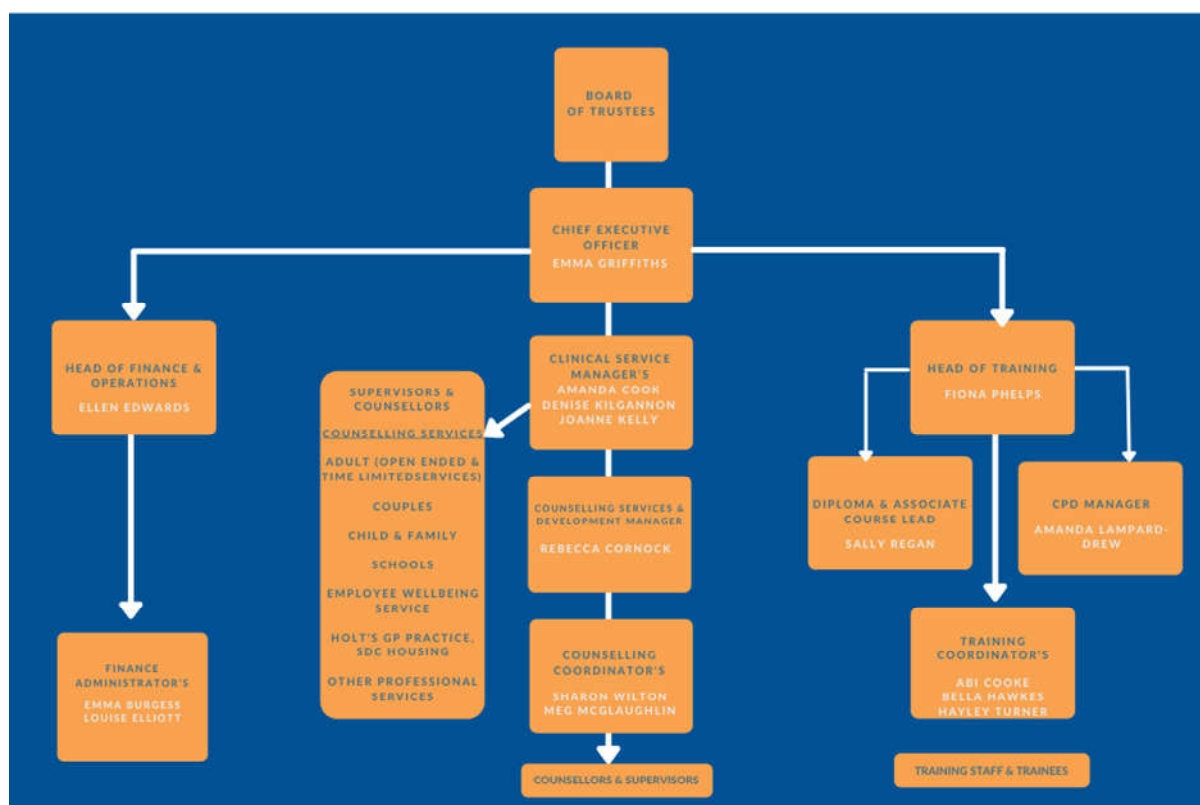 BOARD
OF TRUSTEES
CHIEF EXECUTIVE
OFFICER
EMMA GRIFFITHS
HEAD OF FINANCE &
OPERATIONS
ELLEN EDWARDS
FINANCE
ADMINISTRATOR'S
EMMA BURGESS
LOUISE ELLIOTT
SUPERVISORS &
COUNSELLORS
COUNSELLING SERVICES
ADULT (OPEN ENDED &
TIME LIMITEDSERVICES)
COUPLES
CHILD & FAMILY
SCHOOLS
EMPLOYEE WELLBEING
SERVICE
HOLT'S GP PRACTICE,
SDC HOUSING
OTHER PROFESSIONAL
SERVICES
CLINICAL SERVICE
MANAGER'S
AMANDA COOK
DENISE KILGANNON
JOANNE KELLY
COUNSELLING SERVICES &
DEVELOPMENT MANAGER
REBECCA CORNOCK
COUNSELLING
COORDINATOR'S
SHARON WILTON
MEG MCGLAUGHLIN
COUNSELLORS & SUPERVISORS
HEAD OF TRAINING
FIONA PHELPS
DIPLOMA & ASSOCIATE
COURSE LEAD
SALLY REGAN
CPD MANAGER
AMANDA LAMPARD-
DREW
TRAINING
COORDINATOR'S
ABI COOKE
BELLA HAWKES
HAYLEY TURNER
TRAINING STAFF & TRAINEES